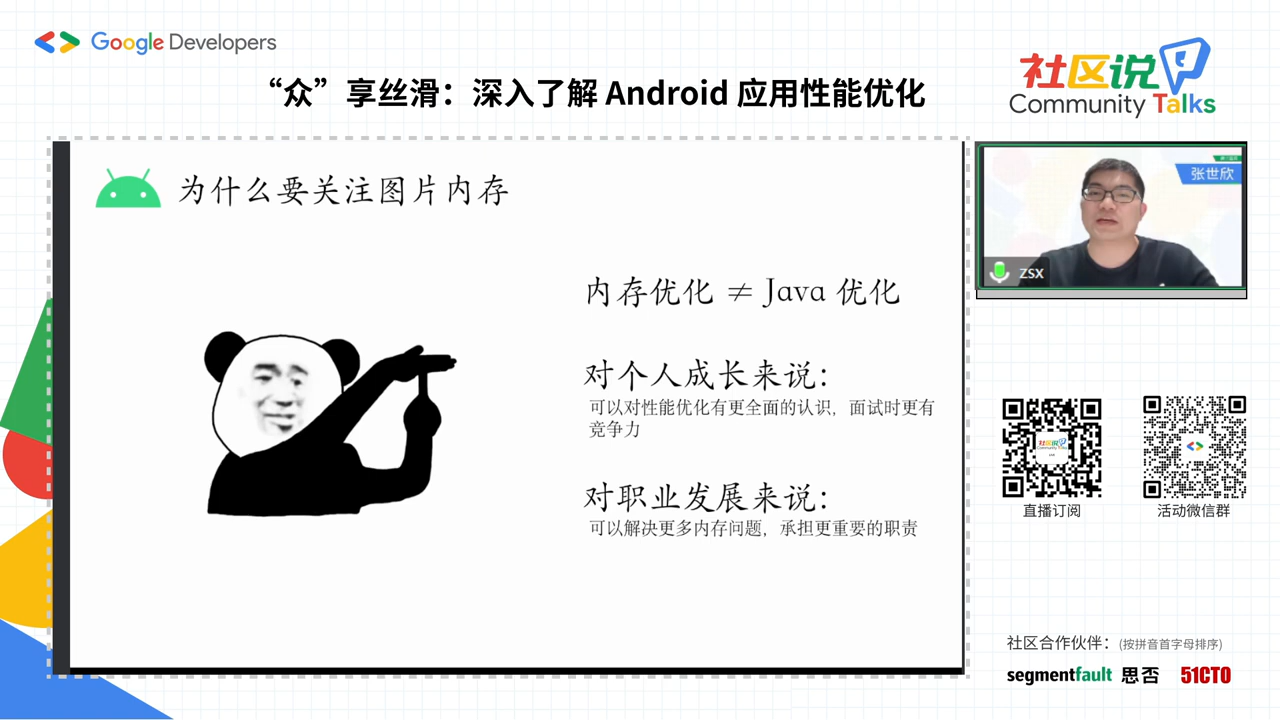 Google Developers
“众”享丝滑：深入了解 Android 应用性能优化
社区说
Community Talks
为什么要关注图片内存
内存优化 ≠ Java 优化
对个人成长来说：
可以对性能优化有更全面的认识，面试时更有
竞争力
对职业发展来说：
可以解决更多内存问题，承担更重要的职责
张世欣
ZSX
直播订阅
活动微信群
社区合作伙伴：(按拼音首字母排序)
segmentfault 思否 51CTO